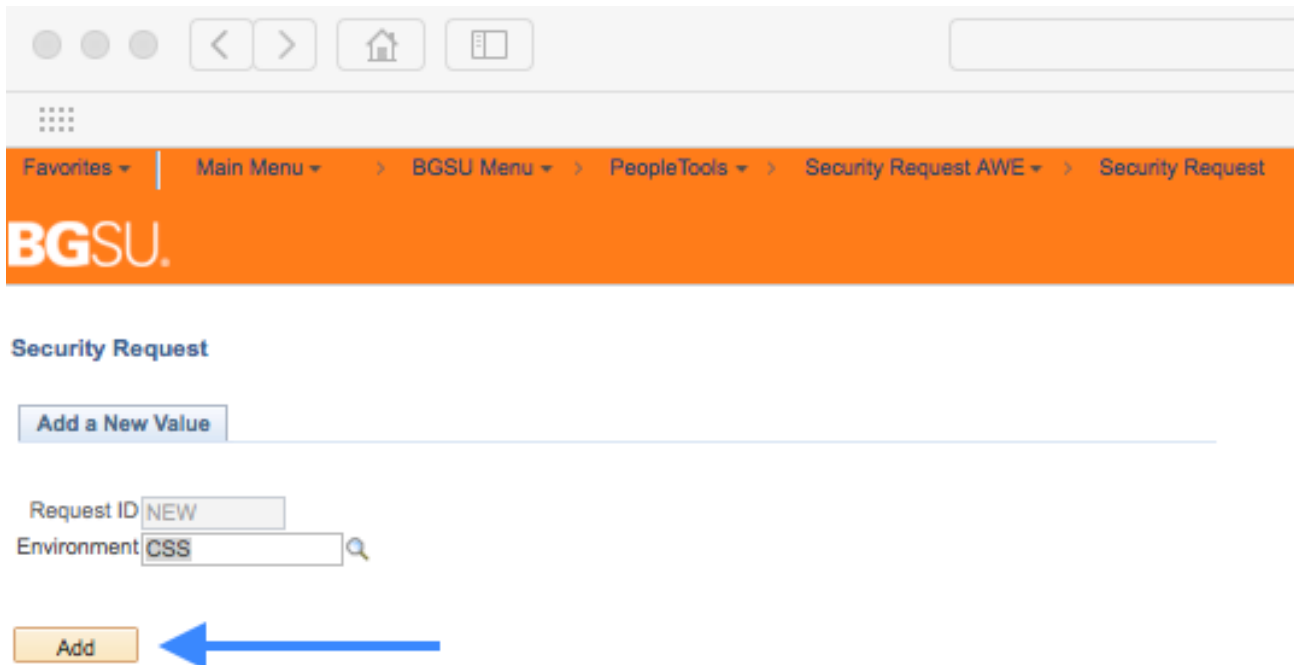 Favorites Main Menu > BGSU Menu > PeopleTools > Security Request AWE > Security Request
BGSU.
Security Request
Add a New Value
Request ID NEW
Environment CSS
Add